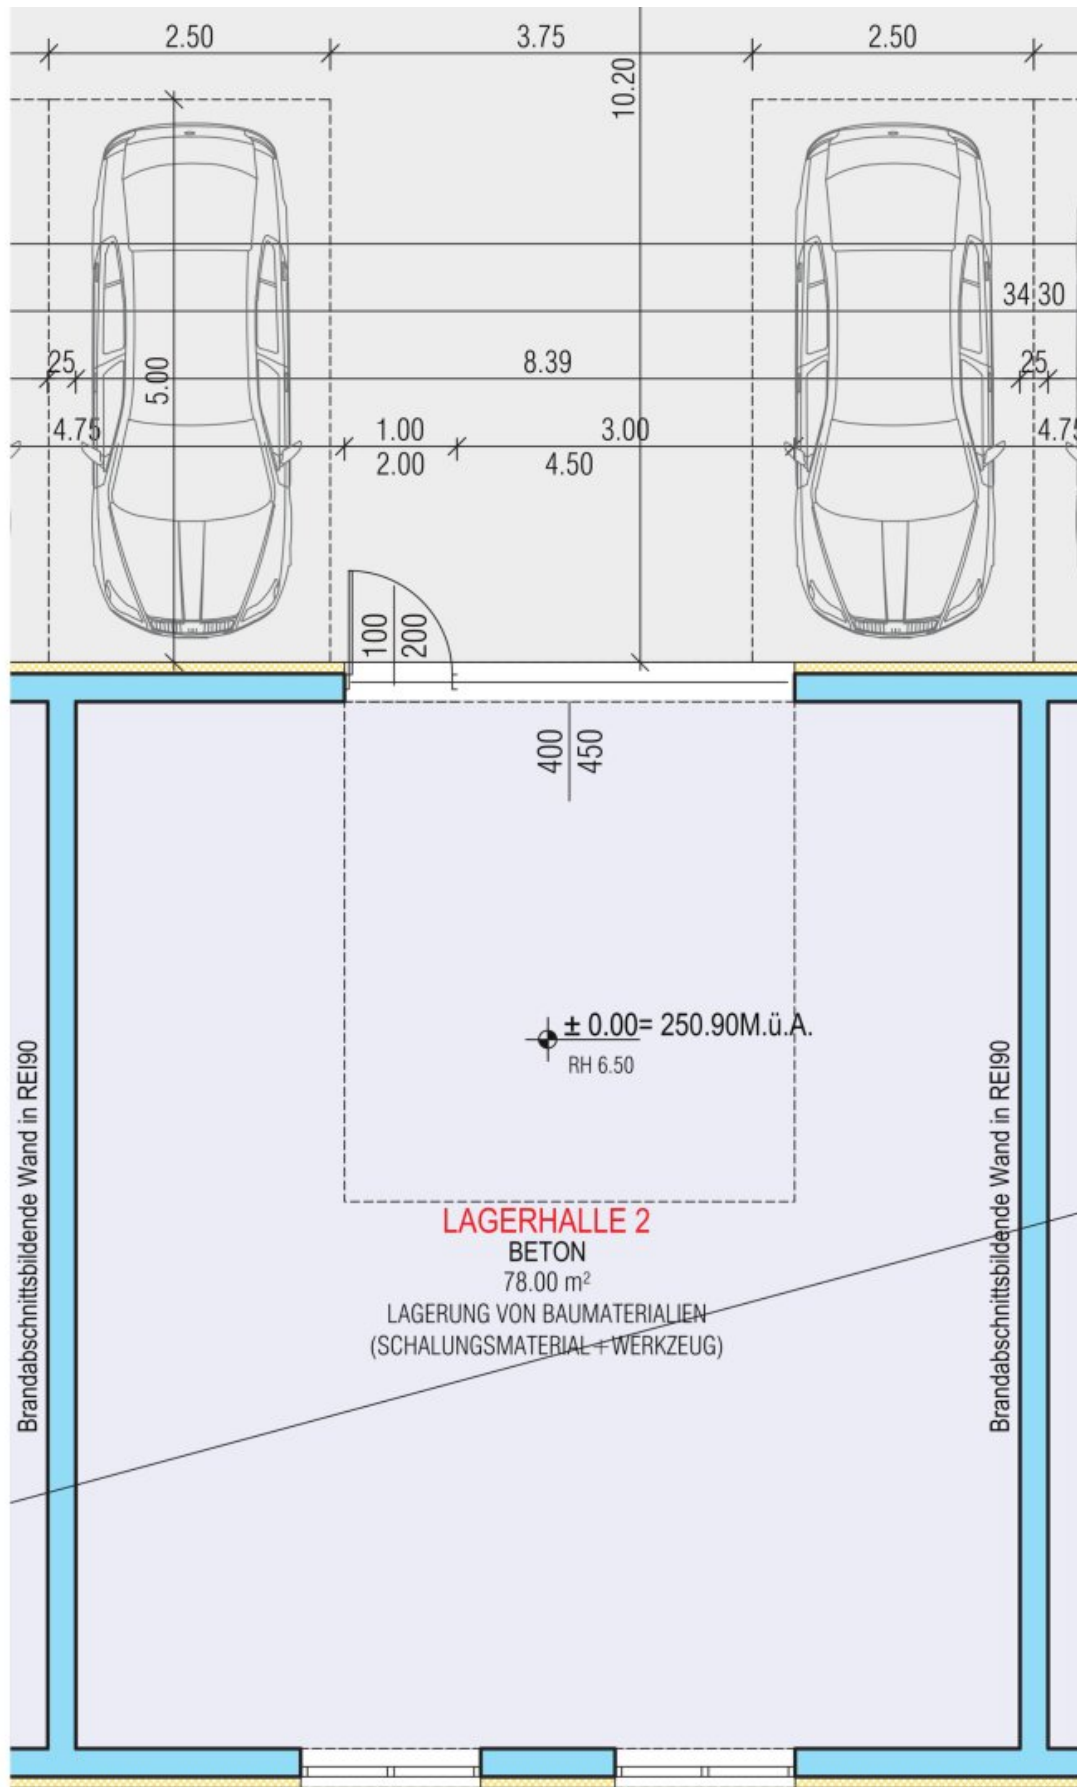 2.50 3.75 2.50
10.20
34.30
25 8.39 25
5.00
4.75 1.00 3.00 4.75
2.00 4.50
100
200
400
450
± 0.00= 250.90M.ü.A.
RH 6.50
Brandabschnittsbildende Wand in REI90
Brandabschnittsbildende Wand in REI90
LAGERHALLE 2
BETON
78.00 m²
LAGERUNG VON BAUMATERIALIEN
(SCHALUNGSMATERIAL+WERKZEUG)